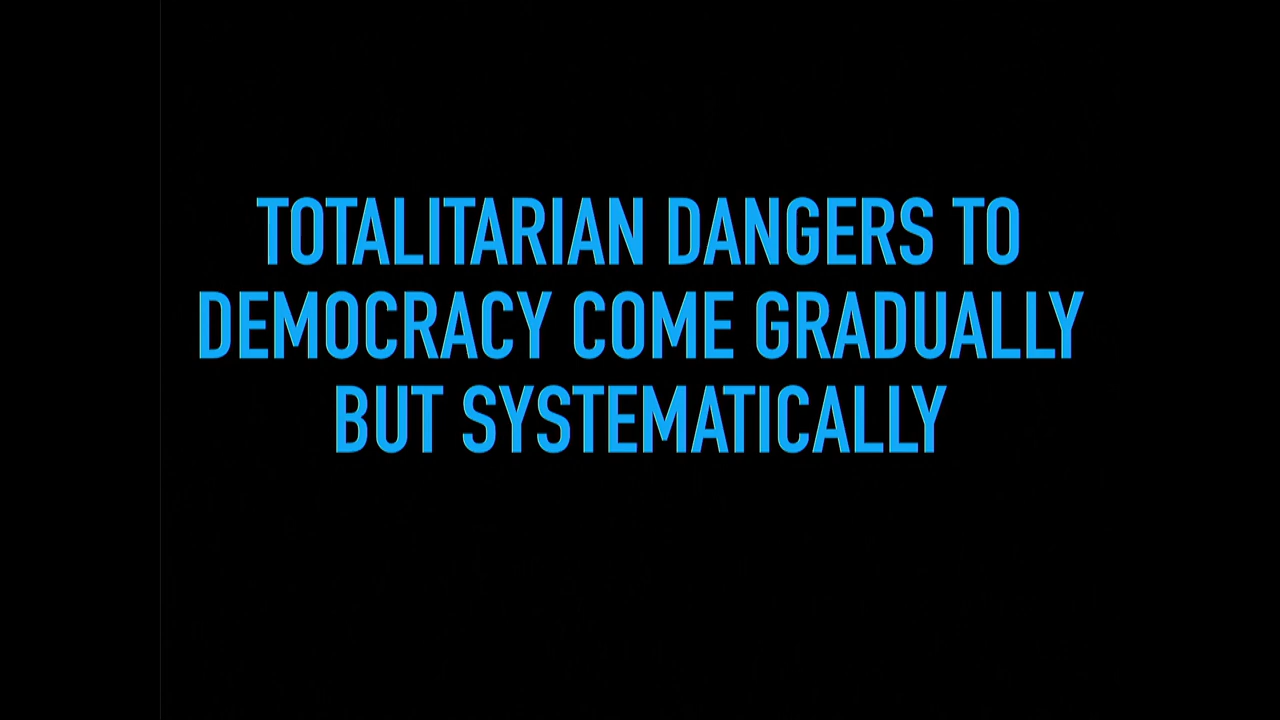 TOTALITARIAN DANGERS TO
DEMOCRACY COME GRADUALLY
BUT SYSTEMATICALLY